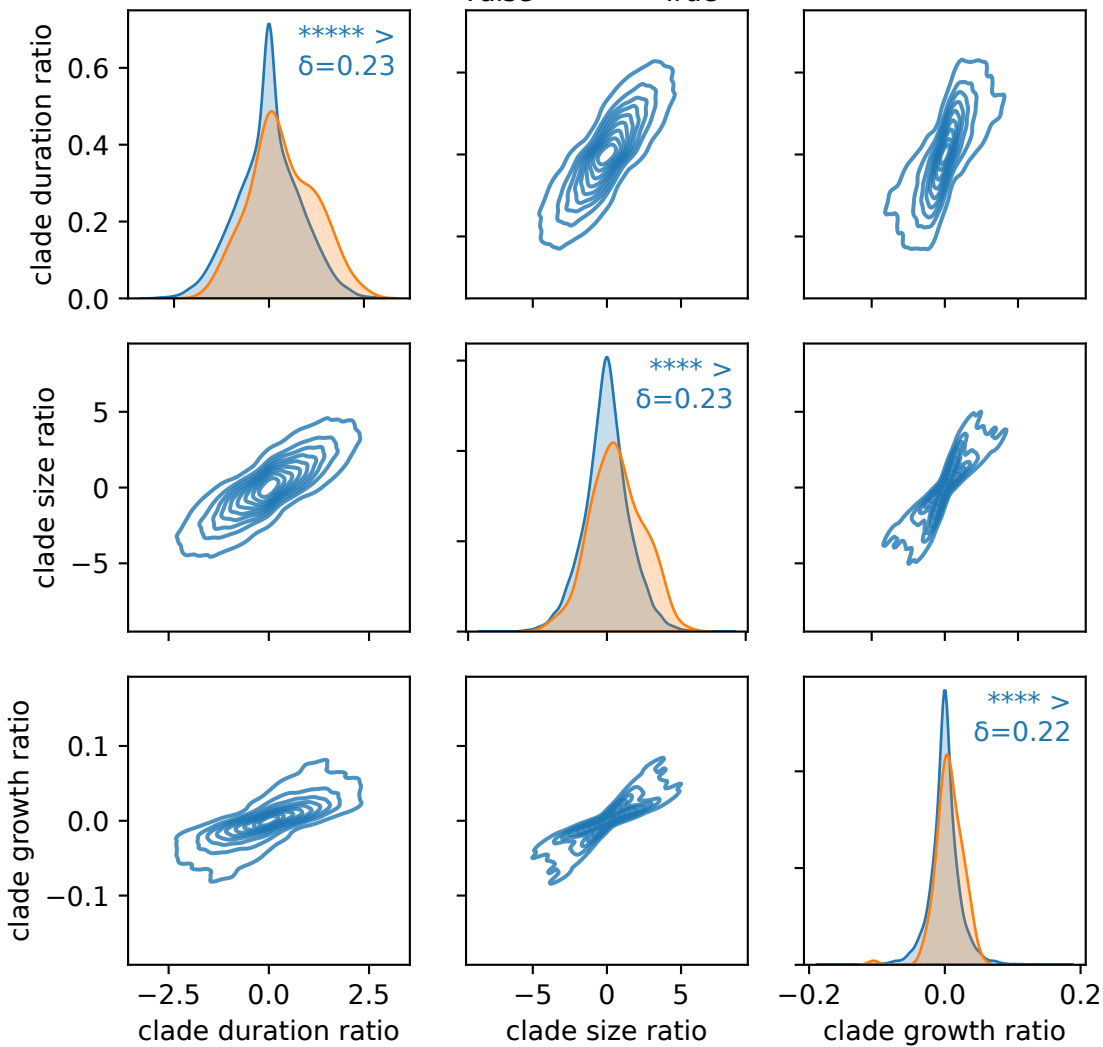 clade duration ratio
0.6
0.4
0.2
0.0
***** >
δ=0.23
clade size ratio
5
0
−5
**** >
δ=0.23
clade growth ratio
0.1
0.0
−0.1
**** >
δ=0.22
−2.5 0.0 2.5
−5 0 5
−0.2 0.0 0.2
clade duration ratio
clade size ratio
clade growth ratio